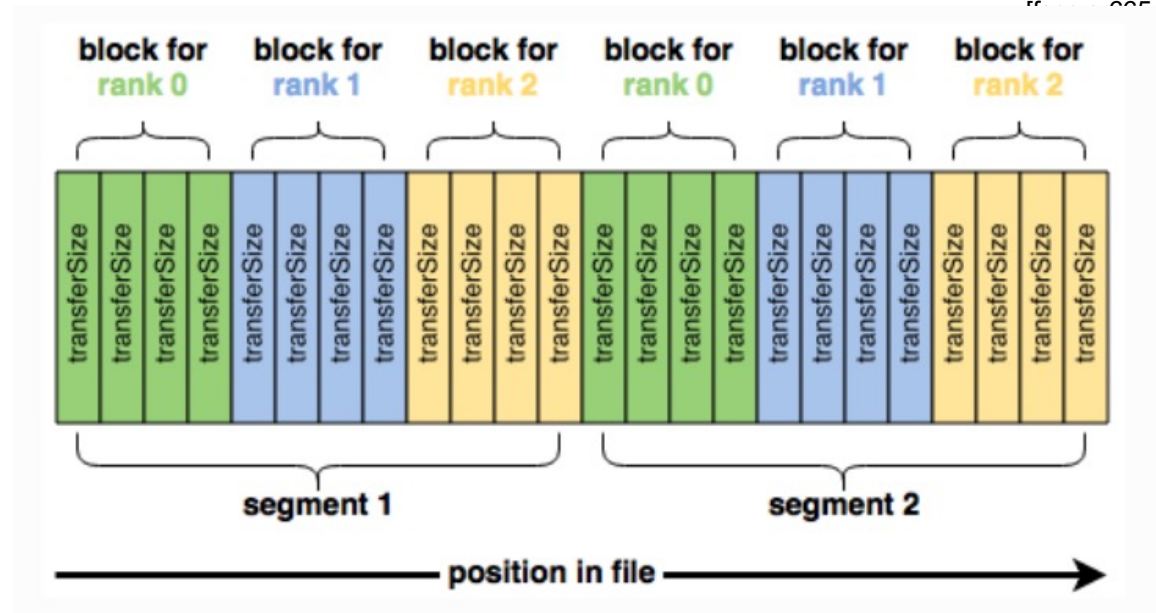 block for block for block for block for block for block for
rank 0 rank 1 rank 2 rank 0 rank 1 rank 2
transferSize transferSize transferSize transferSize transferSize transferSize transferSize transferSize transferSize transferSize transferSize transferSize transferSize transferSize transferSize transferSize transferSize transferSize transferSize transferSize transferSize transferSize transferSize transferSize
segment 1 segment 2
position in file